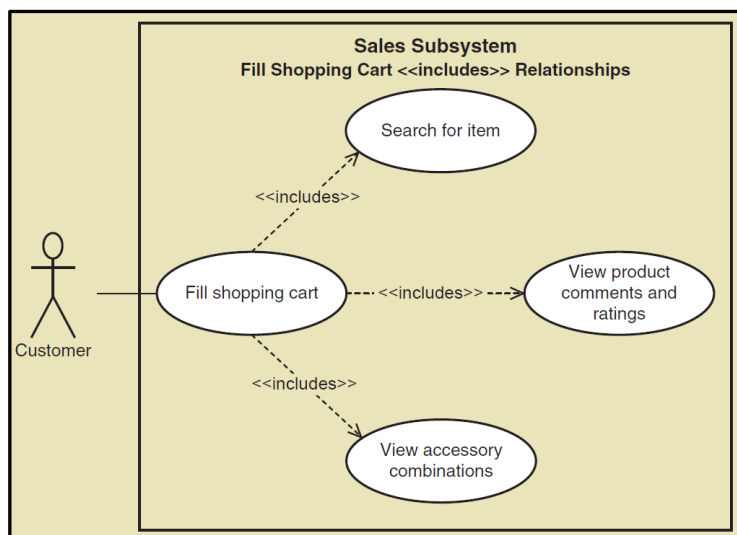 Sales Subsystem
Fill Shopping Cart <<includes>> Relationships
Search for item
<<includes>>
Fill shopping cart
<<includes>>
View product
comments and
ratings
Customer
<<includes>>
View accessory
combinations